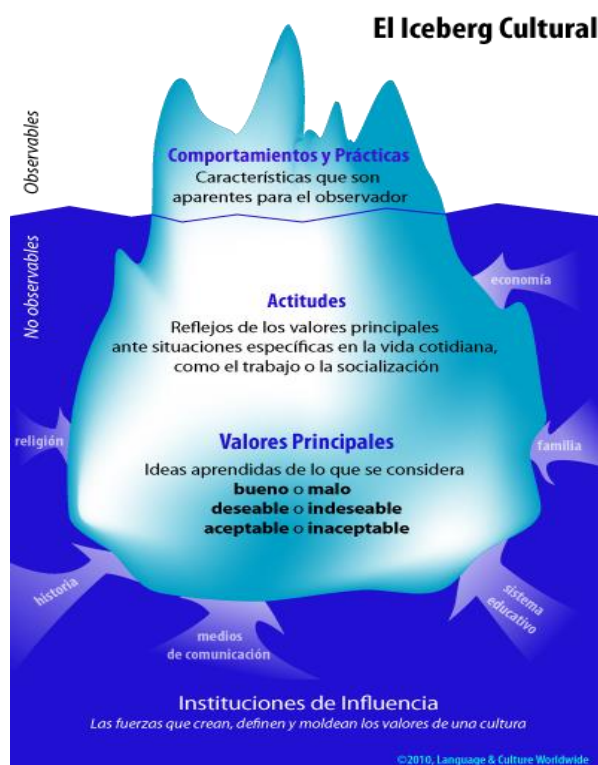 El Iceberg Cultural
Observables
Comportamientos y Prácticas
Características que son
aparentes para el observador
No observables
economía
Actitudes
Reflejos de los valores principales
ante situaciones específicas en la vida cotidiana,
como el trabajo o la socialización
religión
Valores Principales
familia
Ideas aprendidas de lo que se considera
bueno o malo
deseable o indeseable
aceptable o inaceptable
historia
sistema
educativo
medios
de comunicación
Instituciones de Influencia
Las fuerzas que crean, definen y moldean los valores de una cultura
©2010, Language & Culture Worldwide